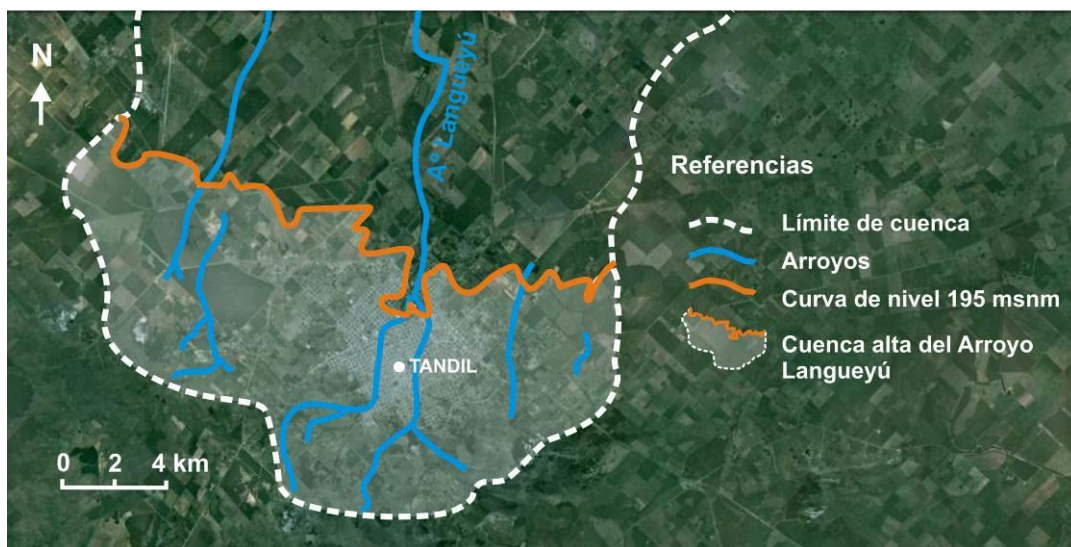 N
A° Langueyú
Referencias
Límite de cuenca
Arroyos
Curva de nivel 195 msnm
Cuenca alta del Arroyo
Langueyú
TANDIL
0 2 4 km